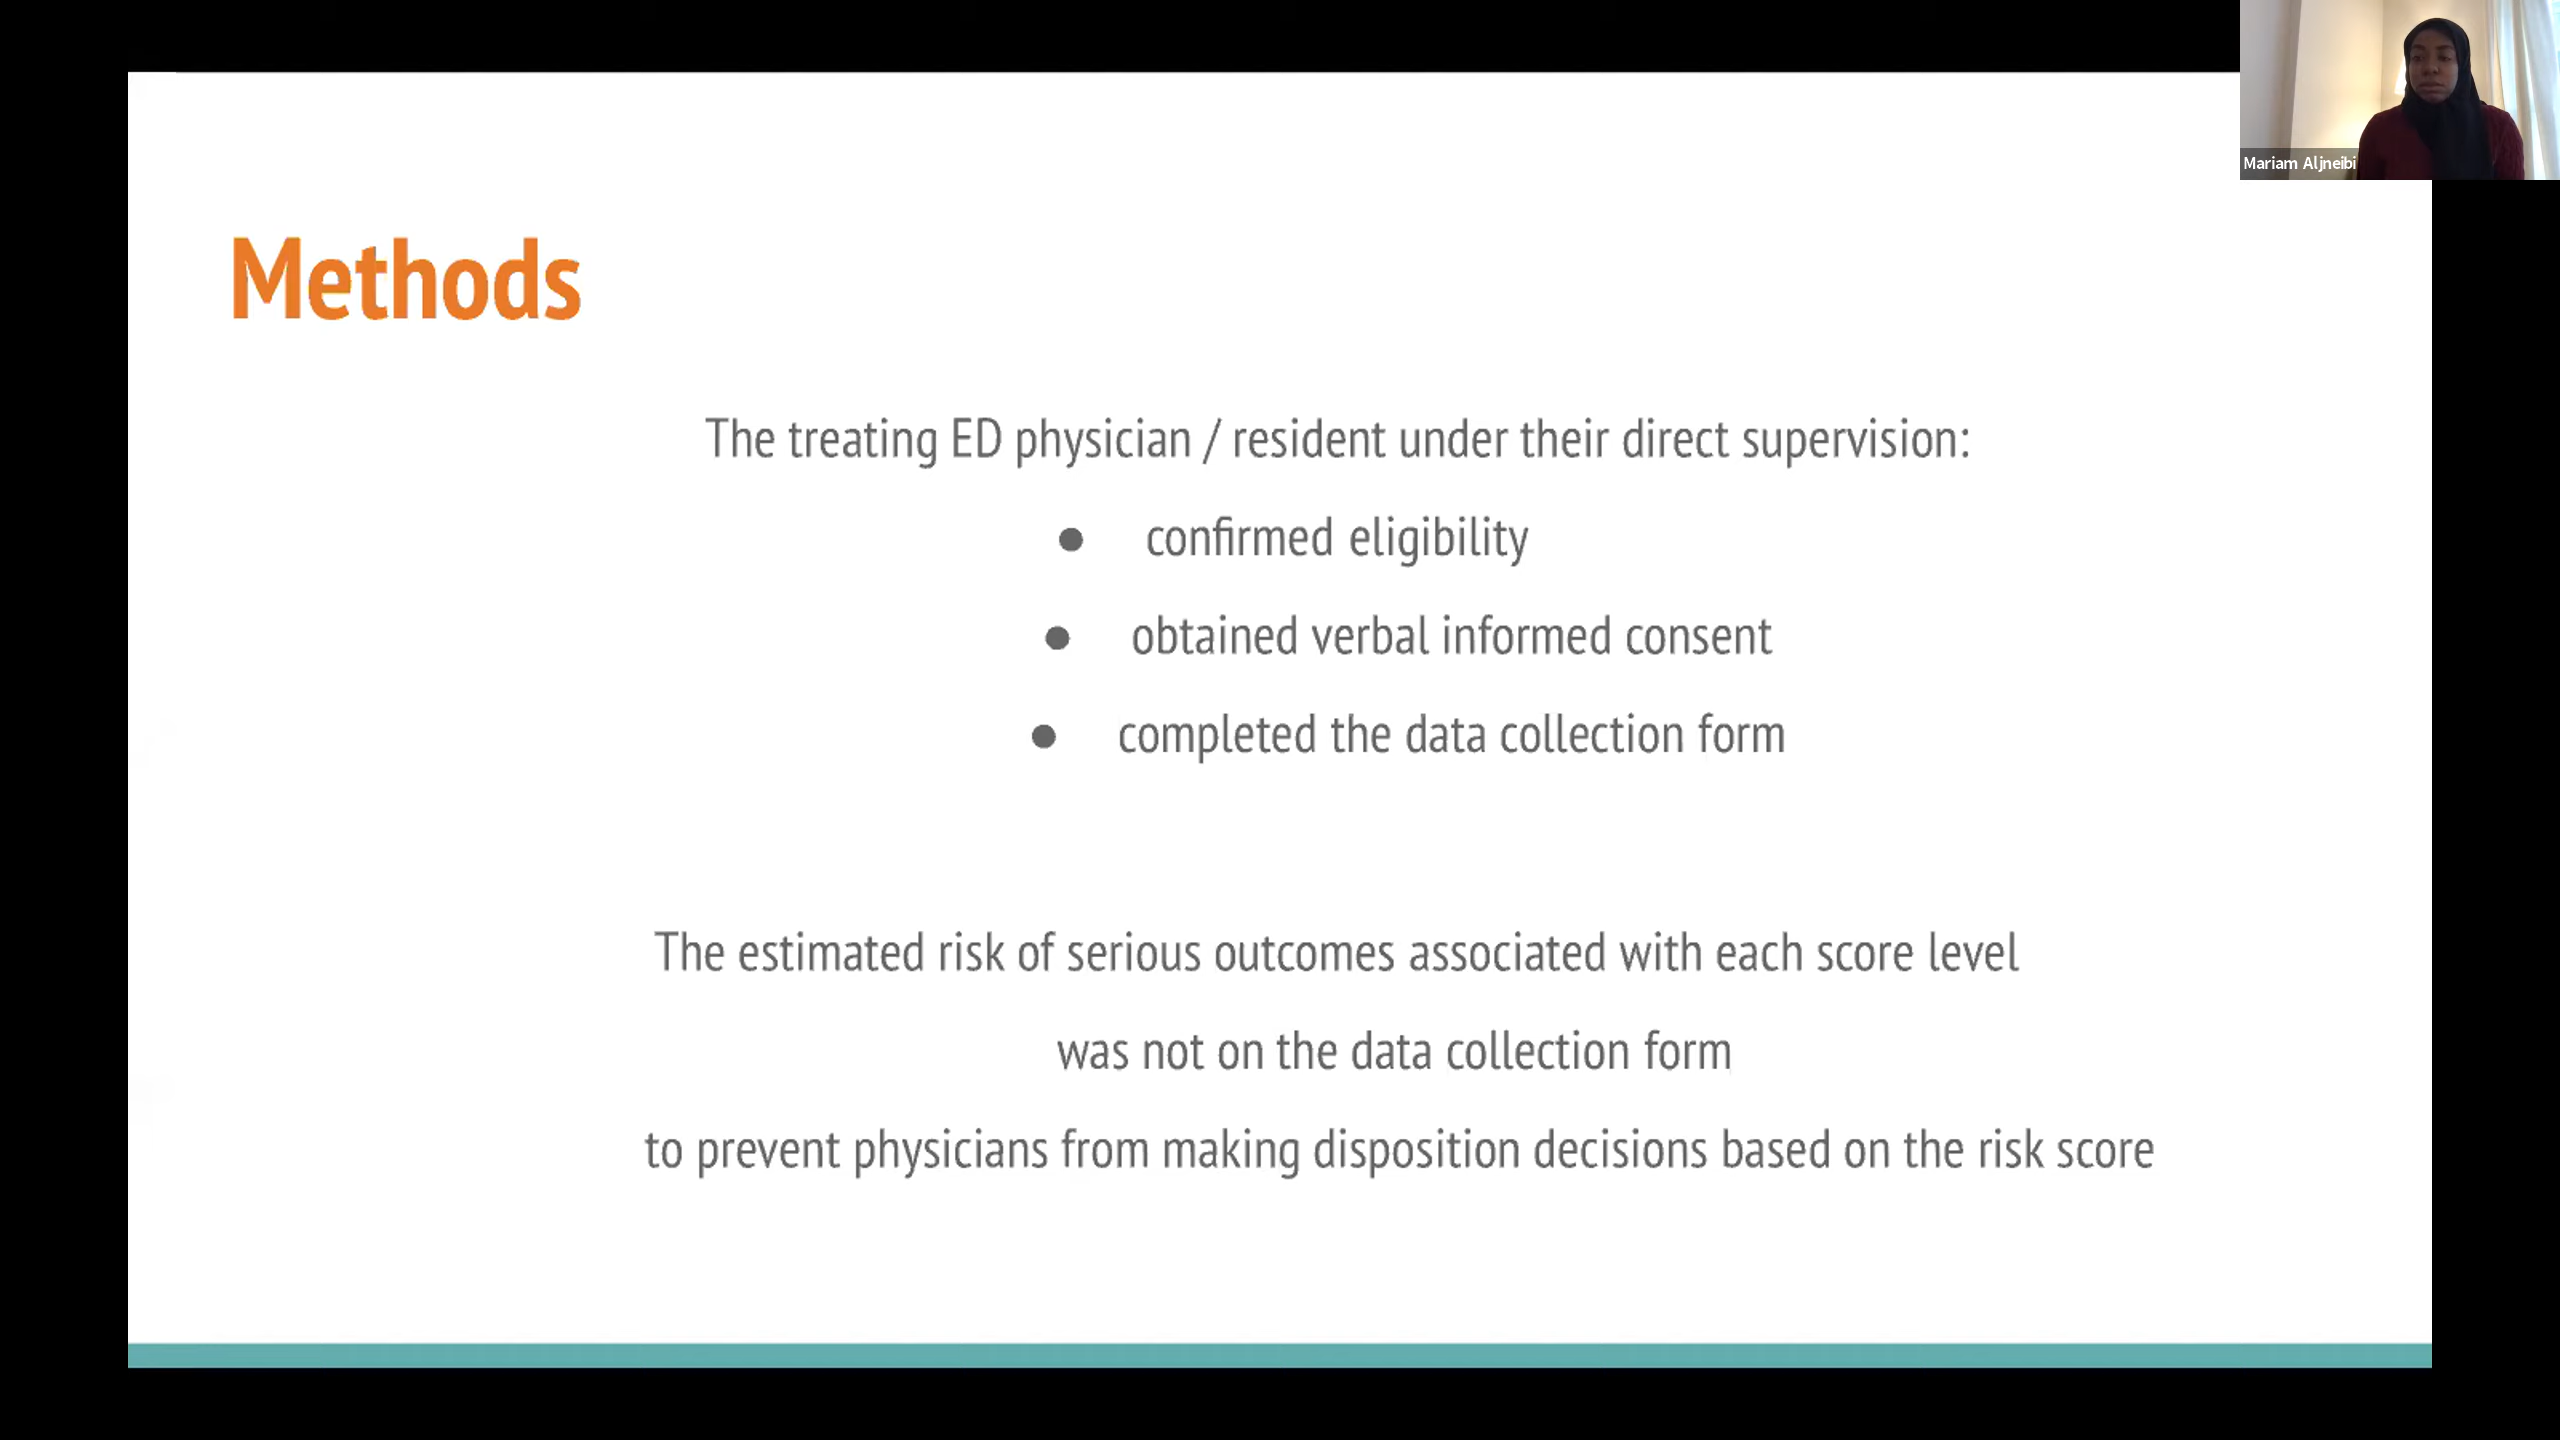 Mariam Aljneibi
Methods
The treating ED physician / resident under their direct supervision:
● confirmed eligibility
● obtained verbal informed consent
● completed the data collection form
The estimated risk of serious outcomes associated with each score level
was not on the data collection form
to prevent physicians from making disposition decisions based on the risk score